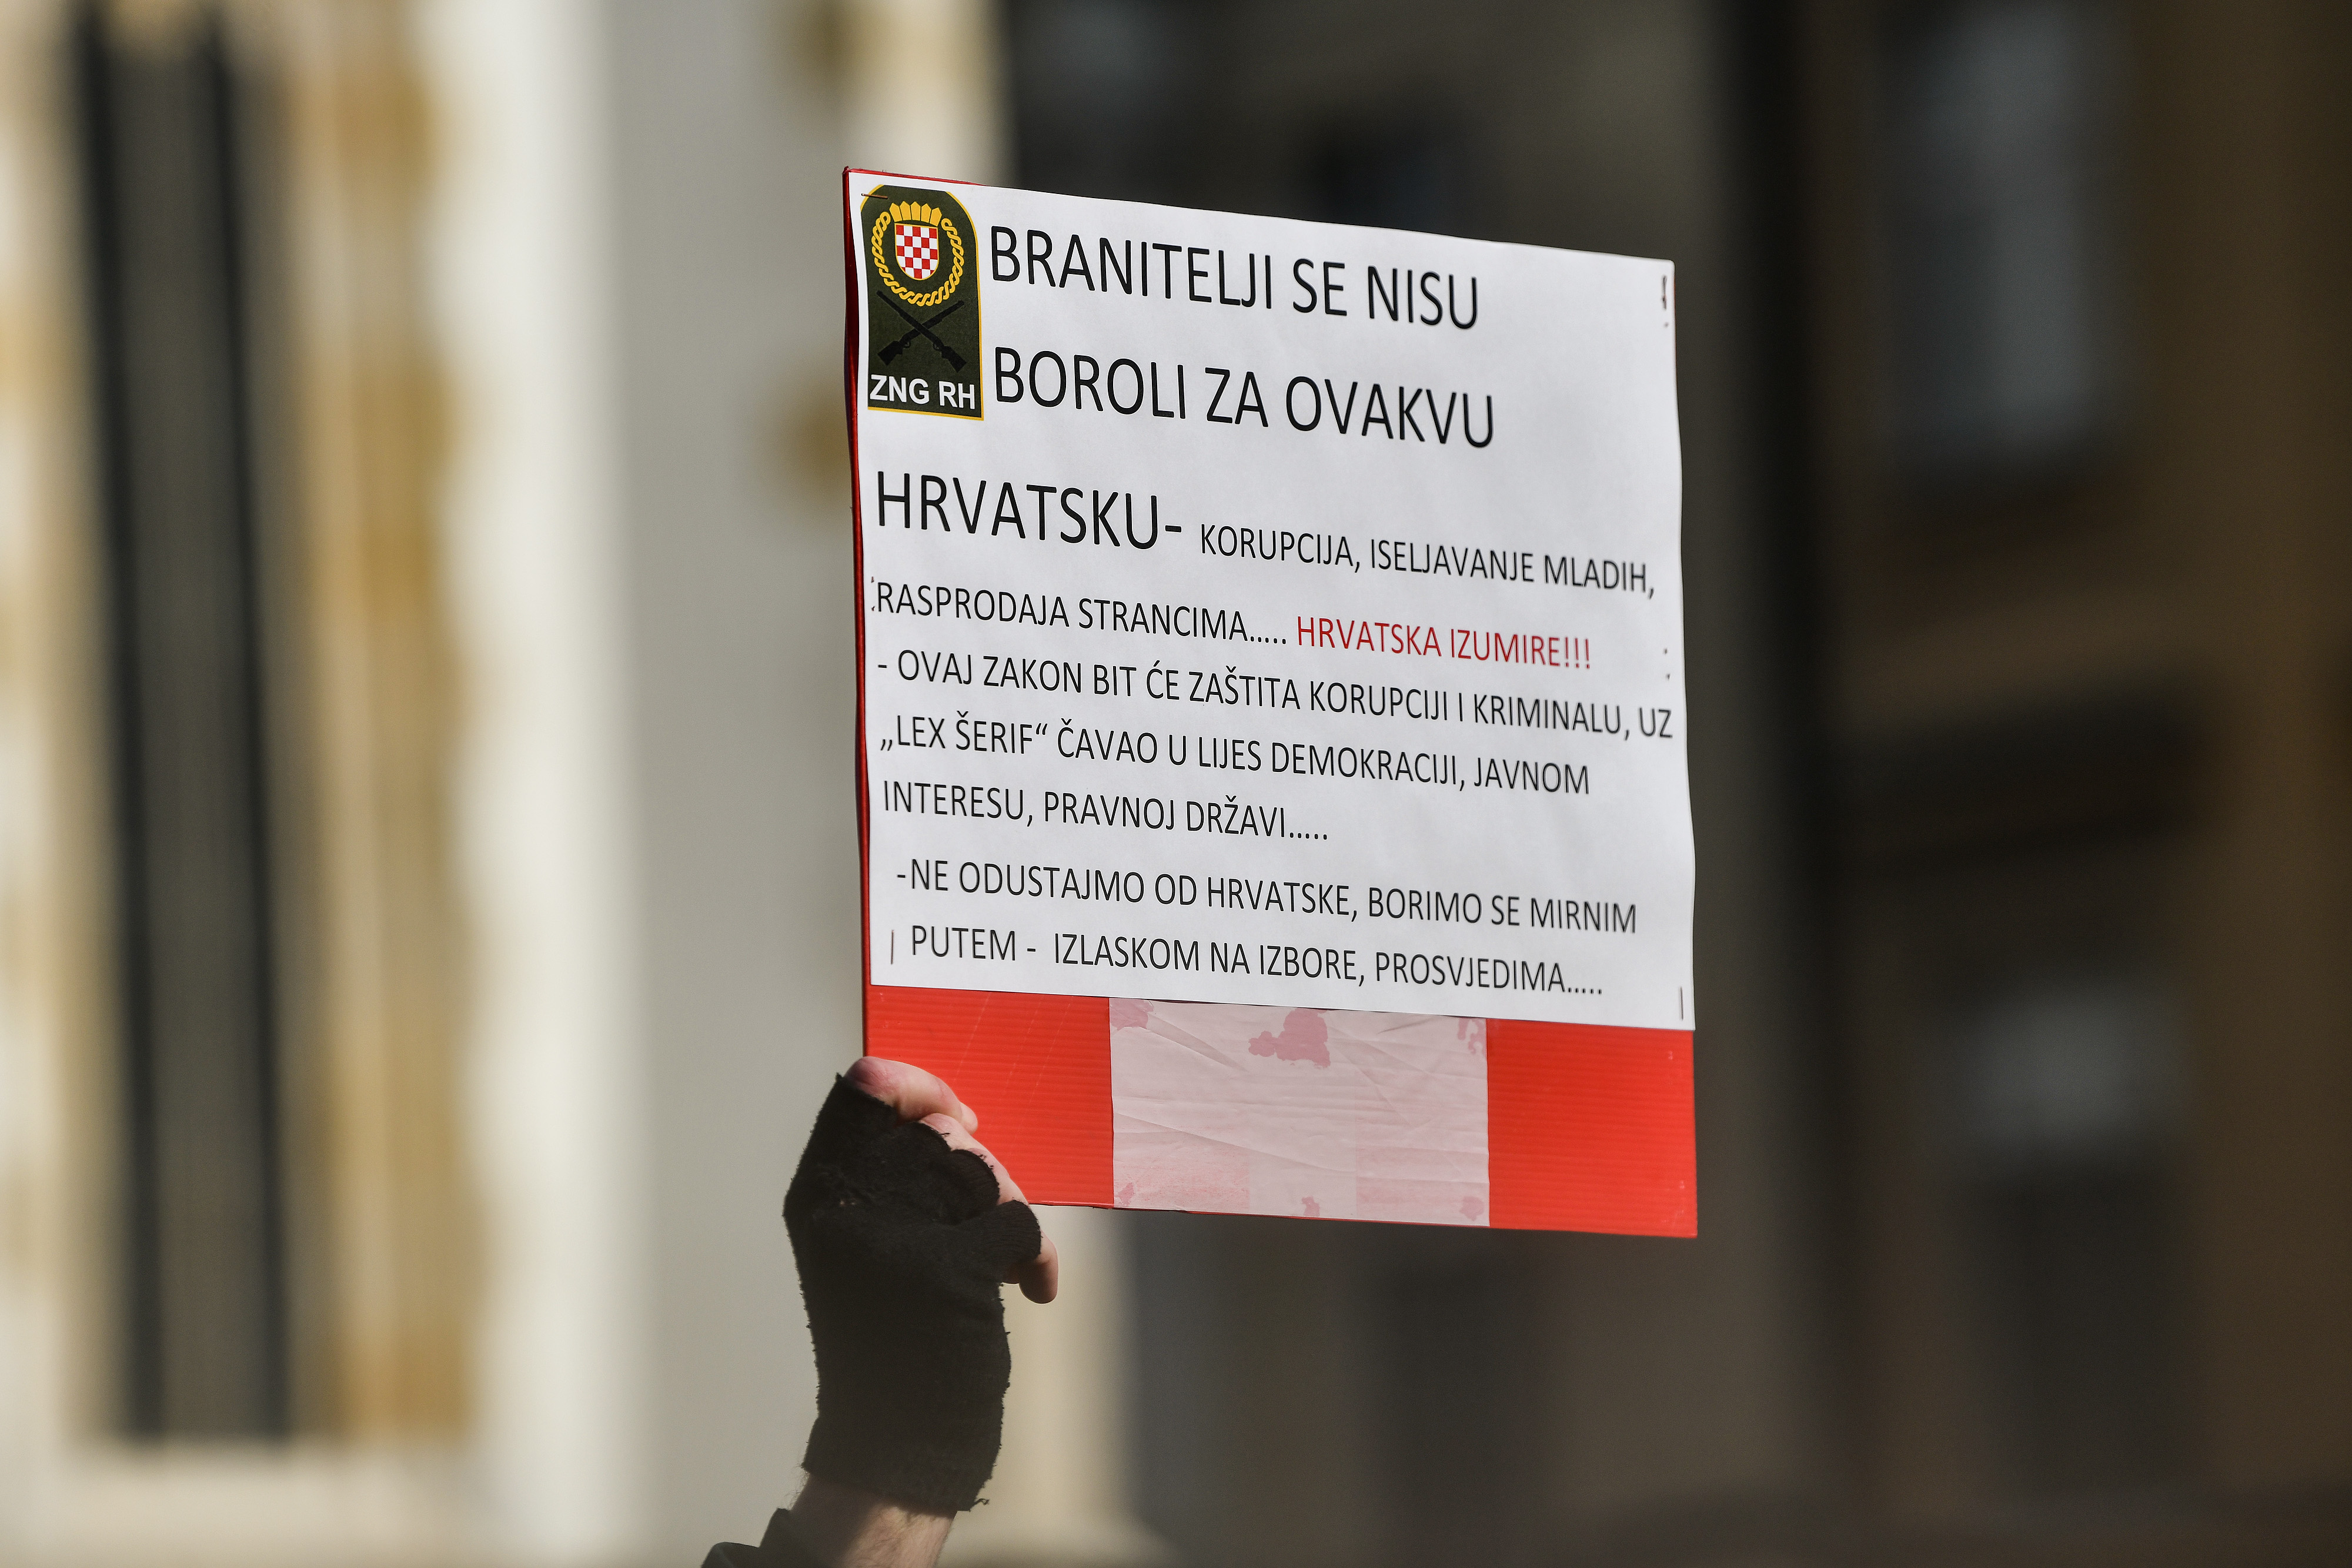 ZNG RH
BRANITELJI SE NISU
BOROLI ZA OVAKVU
HRVATSKU- KORUPCIJA, ISELJAVANJE MLADIH,
RASPRODAJA STRANCIMA..... HRVATSKA IZUMIRE!!!
- OVAJ ZAKON BIT ĆE ZAŠTITA KORUPCIJI I KRIMINALU, UZ
„LEX ŠERIF“ ČAVAO U LIJES DEMOKRACIJI, JAVNOM
INTERESU, PRAVNOJ DRŽAVI.....
-NE ODUSTAJMO OD HRVATSKE, BORIMO SE MIRNIM
PUTEM - IZLASKOM NA IZBORE, PROSVJEDIMA.....